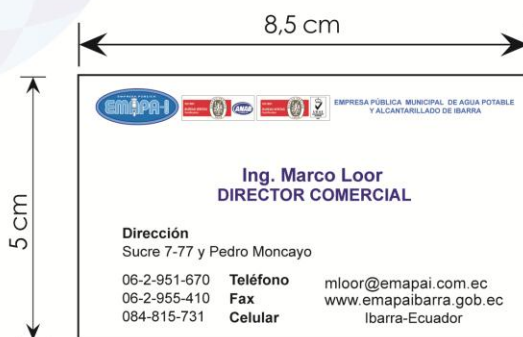 8,5 cm
5 cm
EMAPA-I
EMPRESA PÚBLICA MUNICIPAL DE AGUA POTABLE
Y ALCANTARILLADO DE IBARRA
Ing. Marco Loor
DIRECTOR COMERCIAL
Dirección
Sucre 7-77 y Pedro Moncayo
06-2-951-670 Teléfono mloor@emapai.com.ec
06-2-955-410 Fax www.emapaibarra.gob.ec
084-815-731 Celular Ibarra-Ecuador